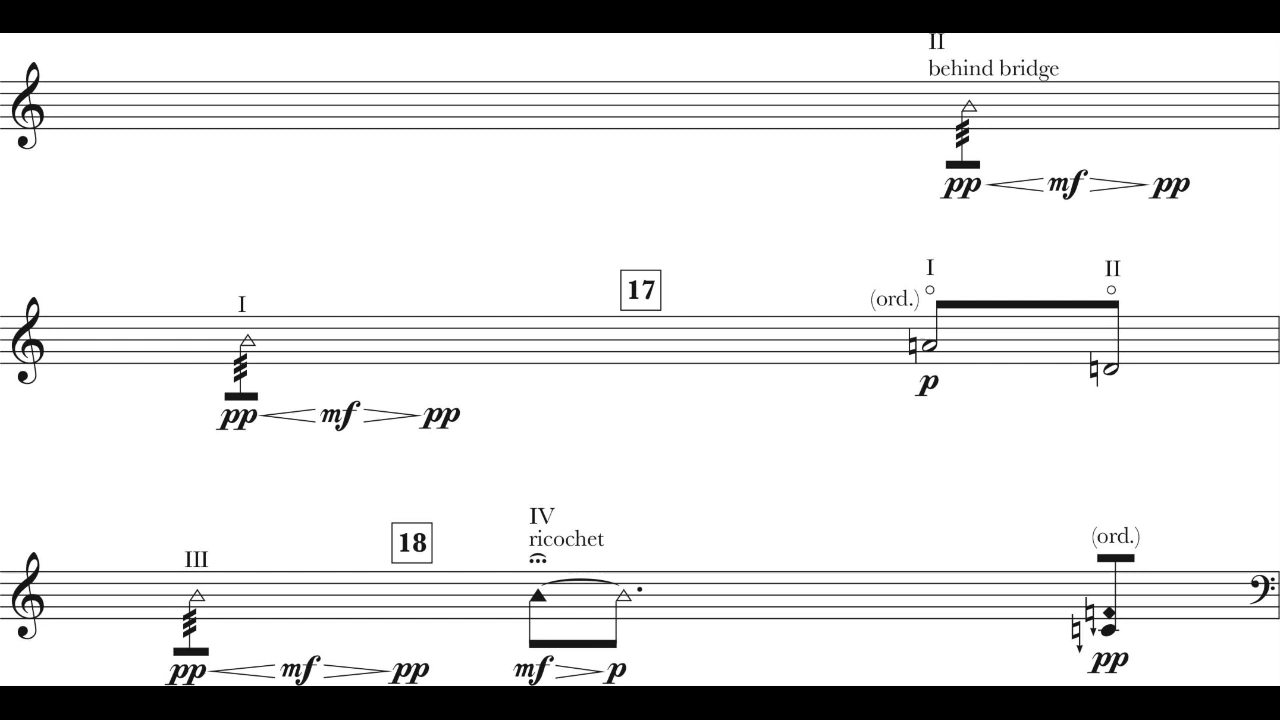 II
behind bridge
pp mf pp
I
17
I
II
(ord.)
p
pp mf pp
IV
18
ricochet
(ord.)
III
pp mf pp
mf p
pp